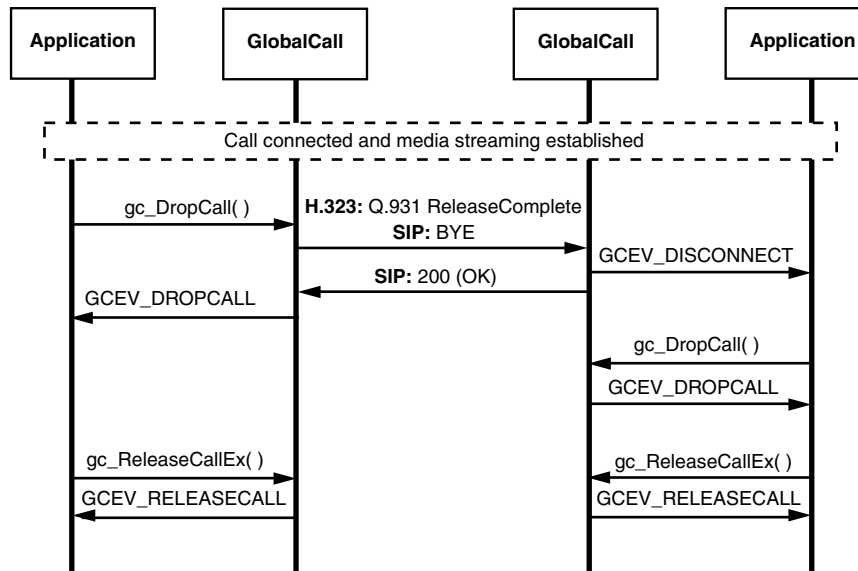 Application
GlobalCall
GlobalCall
Application
Call connected and media streaming established
gc_DropCall( )
H.323: Q.931 ReleaseComplete
SIP: BYE
GCEV_DISCONNECT
SIP: 200 (OK)
GCEV_DROPCALL
gc_DropCall( )
GCEV_DROPCALL
gc_ReleaseCallEx( )
gc_ReleaseCallEx( )
GCEV_RELEASECALL
GCEV_RELEASECALL